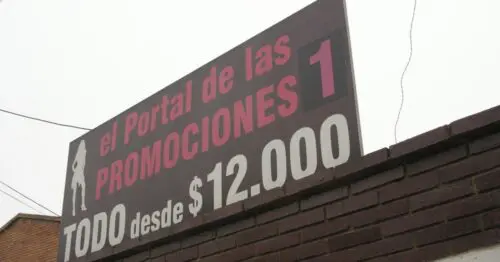 el Portal de las
PROMOCIONES 1
TODO desde $12.000